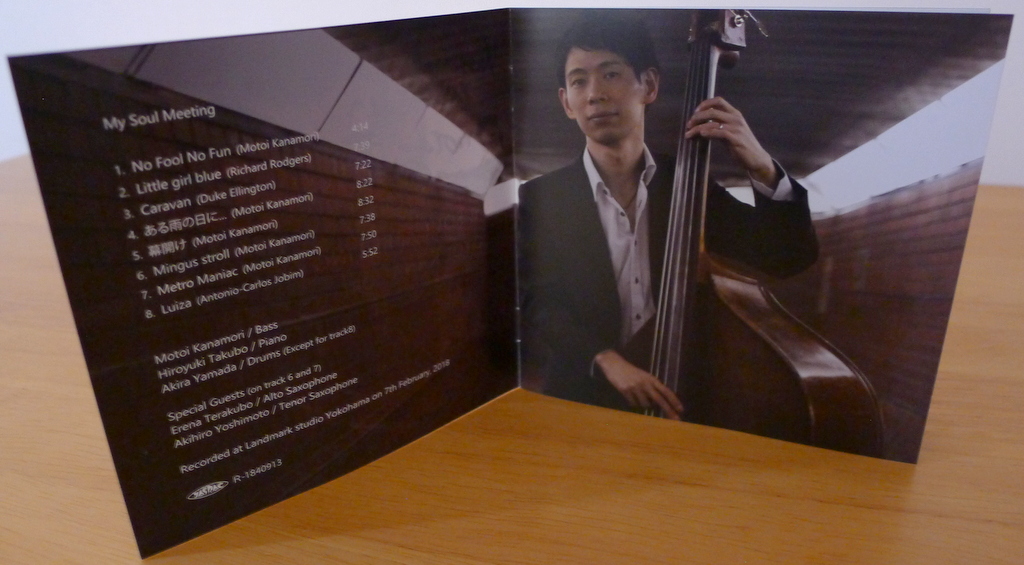 My Soul Meeting
1. No Fool No Fun (Motoi Kanamori) 4:54
2. Little girl blue (Richard Rodgers)
3. Caravan (Duke Ellington) 7:22
4. ある雨の日に... (Motoi Kanamori) 8:22
5. 幕開け (Motoi Kanamori) 8:32
6. Mingus stroll (Motoi Kanamori) 7:38
7. Metro Maniac (Motoi Kanamori) 7:50
8. Luiza (Antonio-Carlos Jobim) 5:52
Motoi Kanamori / Bass
Hiroyuki Takubo / Piano
Akira Yamada / Drums (Except for track8)
Special Guests (on track 6 and 7)
Erena Terakubo / Alto Saxophone
Akihiro Yoshimoto / Tenor Saxophone
Recorded at Landmark studio Yokohama on 7th February, 2018
R-1840913